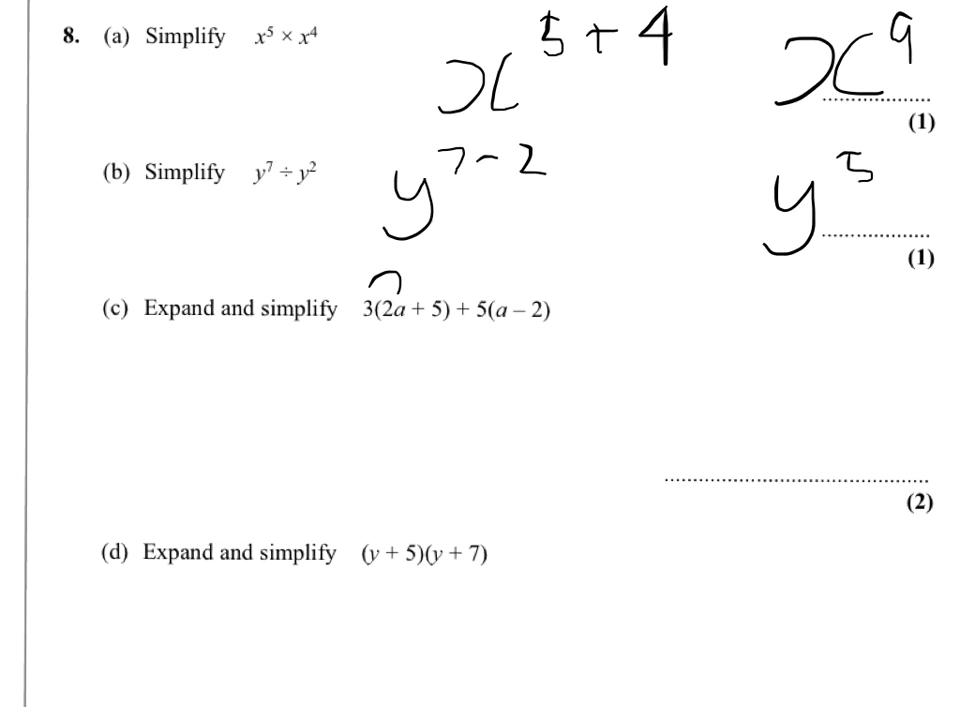 8. (a) Simplify x⁵ × x⁴
x⁵⁺⁴ x⁹
(1)
(b) Simplify y⁷ ÷ y²
y⁷⁻² y⁵
(1)
(c) Expand and simplify 3(2a + 5) + 5(a – 2)
(2)
(d) Expand and simplify (y + 5)(y + 7)